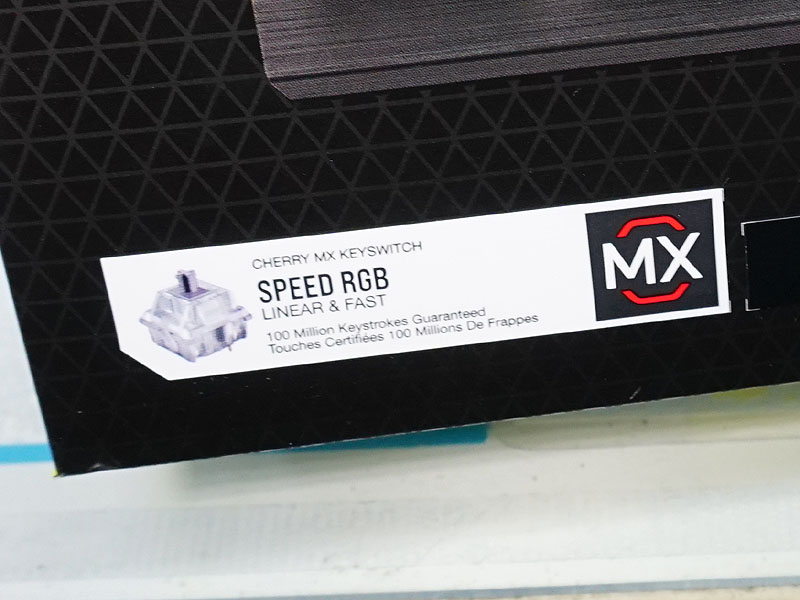 CHERRY MX KEYSWITCH
SPEED RGB
LINEAR & FAST
100 Million Keystrokes Guaranteed
Touches Certifiées 100 Millions De Frappes
MX